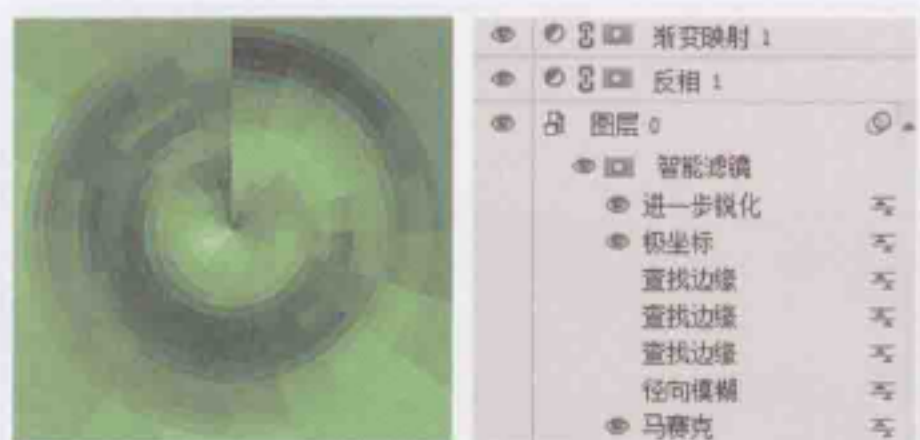 渐变映射 1
反相 1
图层 0
智能滤镜
进一步锐化
极坐标
查找边缘
查找边缘
查找边缘
径向模糊
马赛克